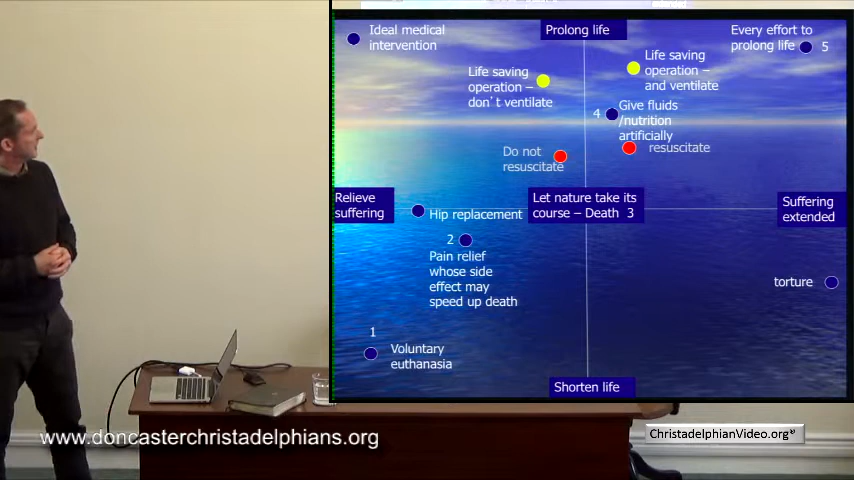 Ideal medical
intervention
Prolong life
Every effort to
prolong life 5
Life saving
operation –
don't ventilate
Life saving
operation –
and ventilate
4 Give fluids
/nutrition
artificially
Do not
resuscitate
resuscitate
Relieve
suffering
Let nature take its
course – Death 3
Suffering
extended
Hip replacement
2
Pain relief
whose side
effect may
speed up death
torture
1
Voluntary
euthanasia
Shorten life
www.doncasterchristadelphians.org
ChristadelphianVideo.org®